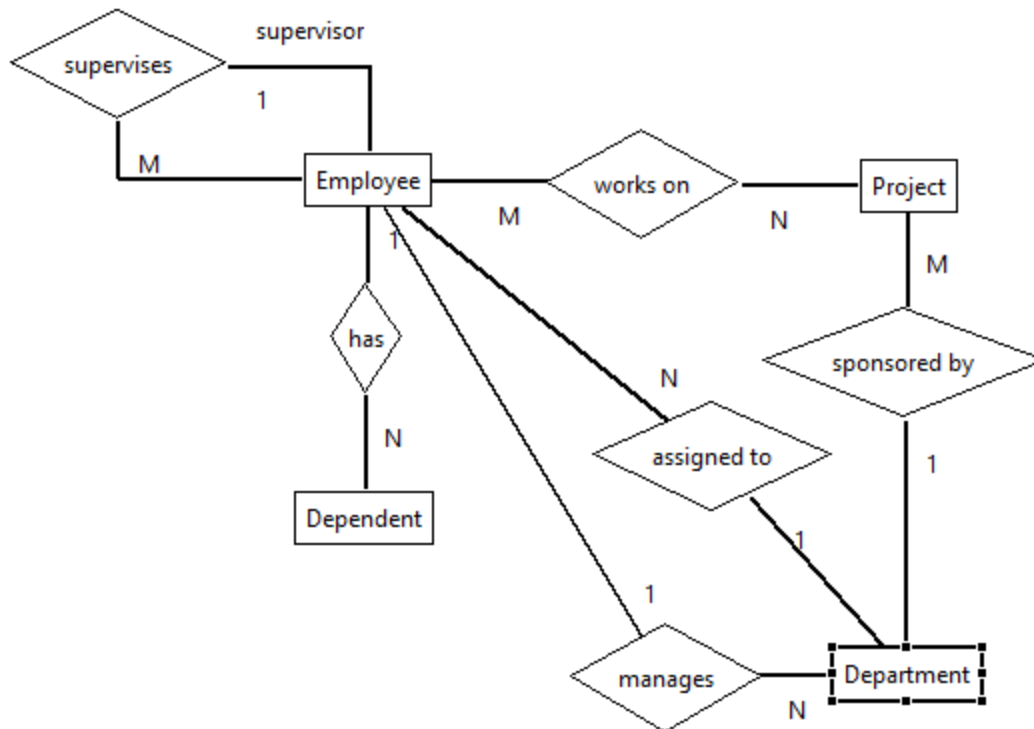 supervisor
supervises
1
M
Employee
works on
Project
M
N
1
M
has
sponsored by
N
N
1
assigned to
Dependent
1
1
manages
Department
N